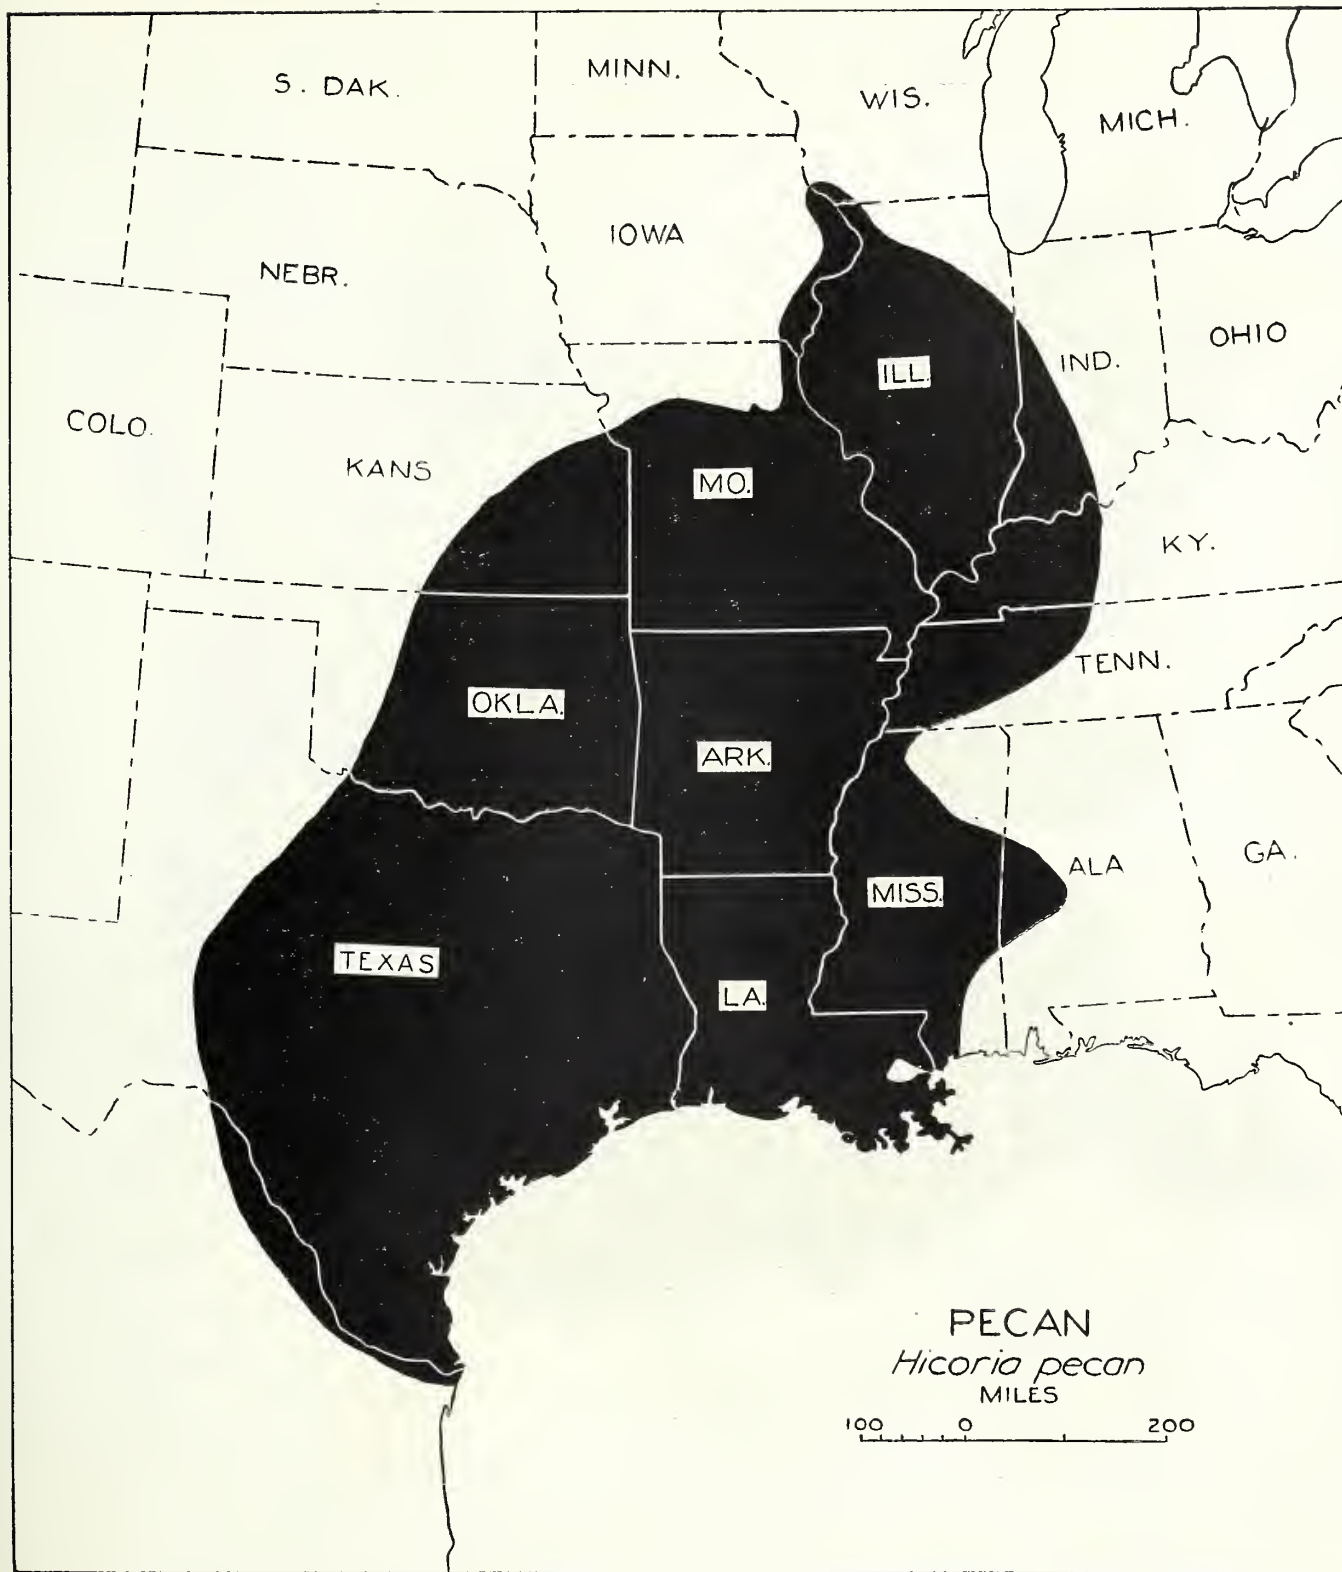 S. DAK.
MINN.
WIS.
MICH.
IOWA
NEBR.
OHIO
IND.
ILL.
COLO.
KANS
MO.
KY.
TENN.
OKLA.
ARK.
ALA
GA.
MISS.
TEXAS
LA.
PECAN
Hicoria pecan
MILES
100 0 200